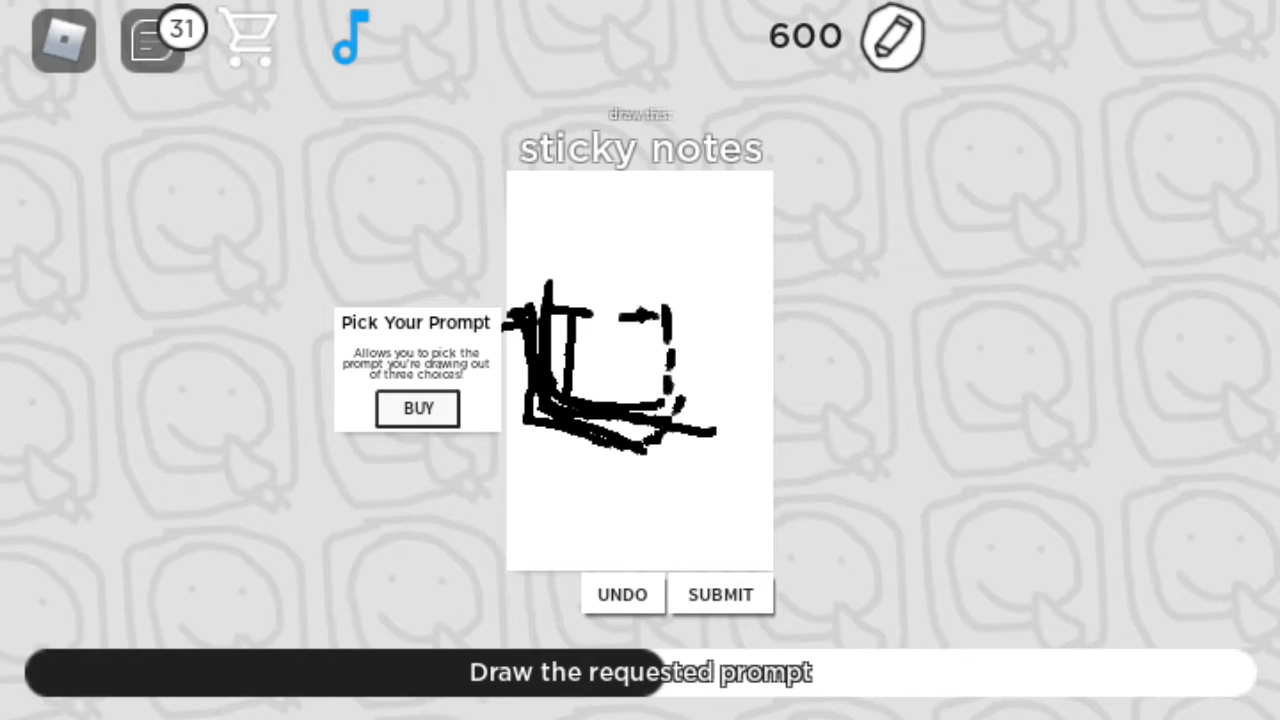 31
600
draw this:
sticky notes
Pick Your Prompt
Allows you to pick the
prompt you're drawing out
of three choices!
BUY
UNDO
SUBMIT
Draw the requested prompt